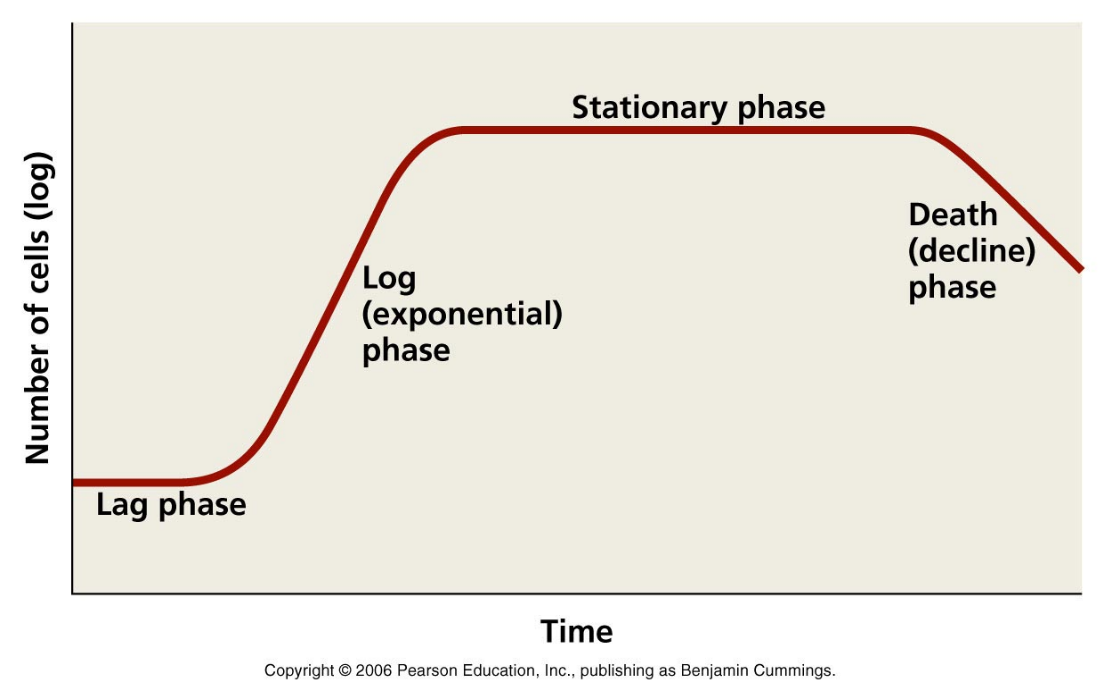 Number of cells (log)
Stationary phase
Death
(decline)
phase
Log
(exponential)
phase
Lag phase
Time
Copyright © 2006 Pearson Education, Inc., publishing as Benjamin Cummings.